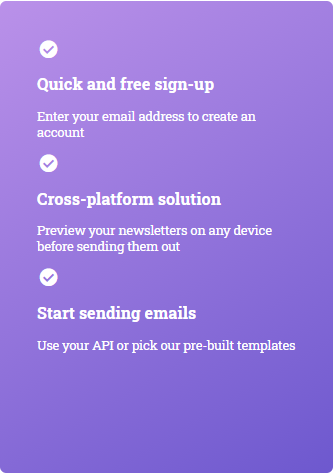 Quick and free sign-up
Enter your email address to create an
account
Cross-platform solution
Preview your newsletters on any device
before sending them out
Start sending emails
Use your API or pick our pre-built templates